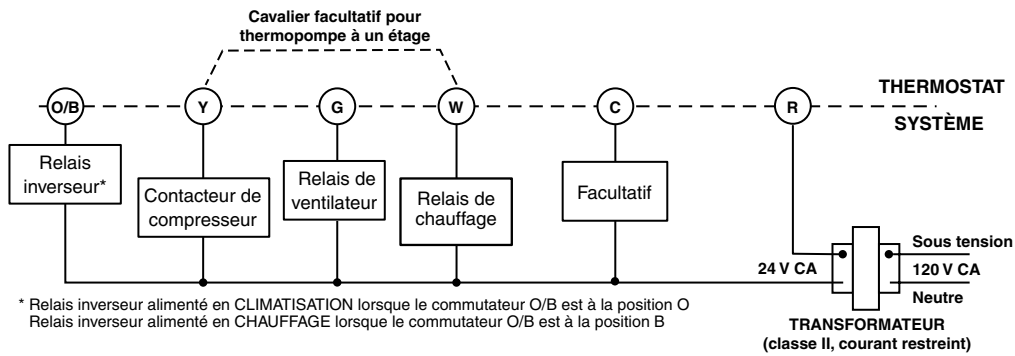 Cavalier facultatif pour
thermopompe à un étage
O/B
Y
G
W
C
R
THERMOSTAT
SYSTÈME
Relais
inverseur*
Contacteur de
compresseur
Relais de
ventilateur
Relais de
chauffage
Facultatif
24 V CA
Sous tension
120 V CA
Neutre
TRANSFORMATEUR
(classe II, courant restreint)
* Relais inverseur alimenté en CLIMATISATION lorsque le commutateur O/B est à la position O
Relais inverseur alimenté en CHAUFFAGE lorsque le commutateur O/B est à la position B